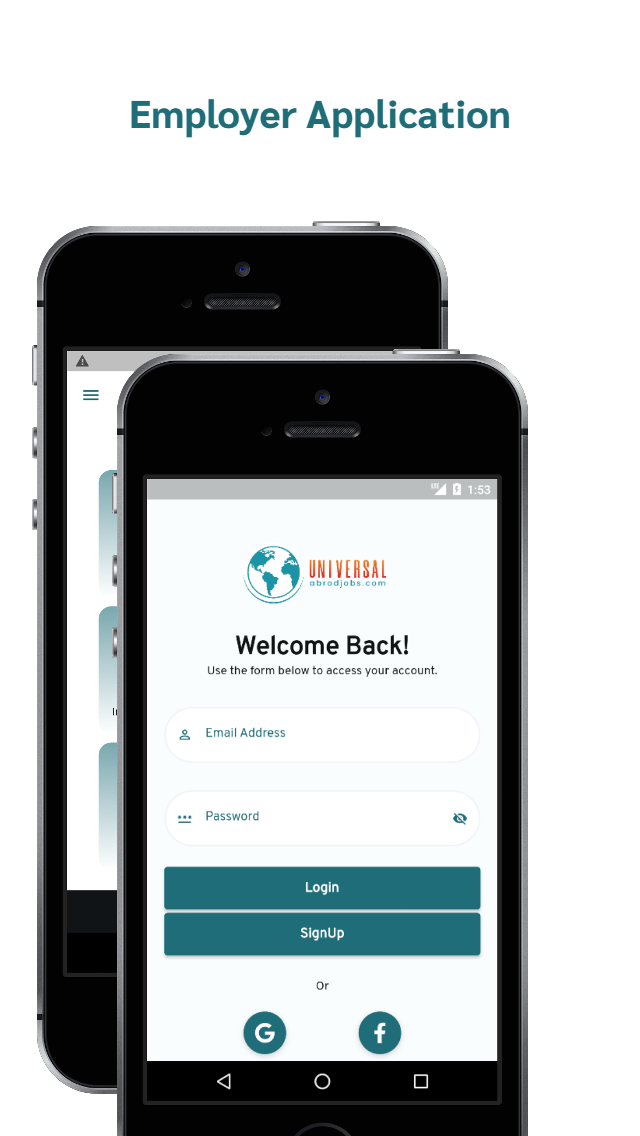 Employer Application
1:53
UNIVERSAL
abrodjobs.com
Welcome Back!
Use the form below to access your account.
Email Address
Password
Login
SignUp
Or
G
f